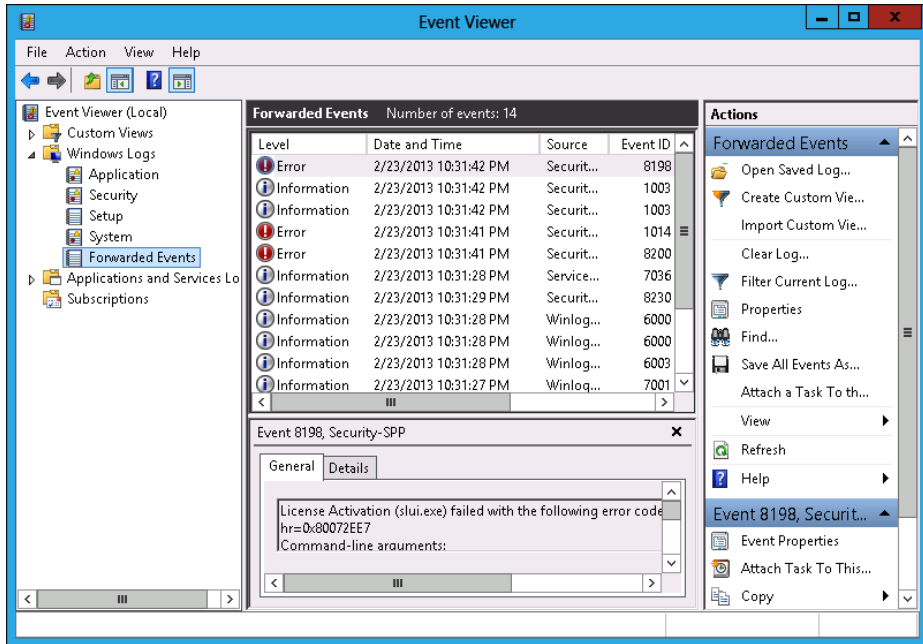 Event Viewer
File Action View Help
Event Viewer (Local)
Custom Views
Windows Logs
Application
Security
Setup
System
Forwarded Events
Applications and Services Lo
Subscriptions
Forwarded Events Number of events: 14
Level Date and Time Source Event ID
Error 2/23/2013 10:31:42 PM Securit... 8198
Information 2/23/2013 10:31:42 PM Securit... 1003
Information 2/23/2013 10:31:42 PM Securit... 1003
Error 2/23/2013 10:31:41 PM Securit... 1014
Error 2/23/2013 10:31:41 PM Securit... 8200
Information 2/23/2013 10:31:28 PM Service... 7036
Information 2/23/2013 10:31:29 PM Securit... 8230
Information 2/23/2013 10:31:28 PM Winlog... 6000
Information 2/23/2013 10:31:28 PM Winlog... 6000
Information 2/23/2013 10:31:28 PM Winlog... 6003
Information 2/23/2013 10:31:27 PM Winlog... 7001
Event 8198, Security-SPP
General Details
License Activation (slui.exe) failed with the following error code
hr=0x80072EE7
Command-line arguments:
Actions
Forwarded Events
Open Saved Log...
Create Custom Vie...
Import Custom Vie...
Clear Log...
Filter Current Log...
Properties
Find...
Save All Events As...
Attach a Task To th...
View
Refresh
Help
Event 8198, Securit...
Event Properties
Attach Task To This...
Copy